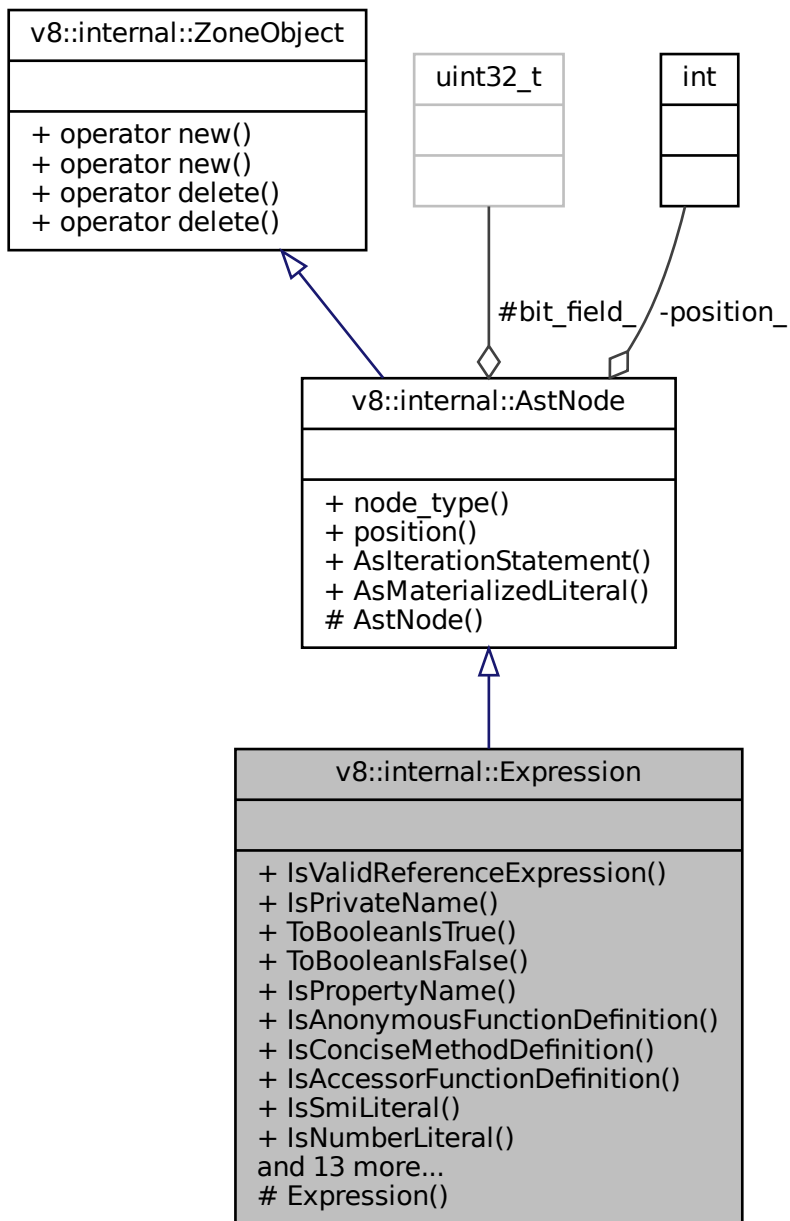 v8::internal::ZoneObject
+ operator new()
+ operator new()
+ operator delete()
+ operator delete()
uint32_t
int
#bit_field_
-position_
v8::internal::AstNode
+ node_type()
+ position()
+ AsIterationStatement()
+ AsMaterializedLiteral()
# AstNode()
v8::internal::Expression
+ IsValidReferenceExpression()
+ IsPrivateName()
+ ToBooleanIsTrue()
+ ToBooleanIsFalse()
+ IsPropertyName()
+ IsAnonymousFunctionDefinition()
+ IsConciseMethodDefinition()
+ IsAccessorFunctionDefinition()
+ IsSmiLiteral()
+ IsNumberLiteral()
and 13 more...
# Expression()